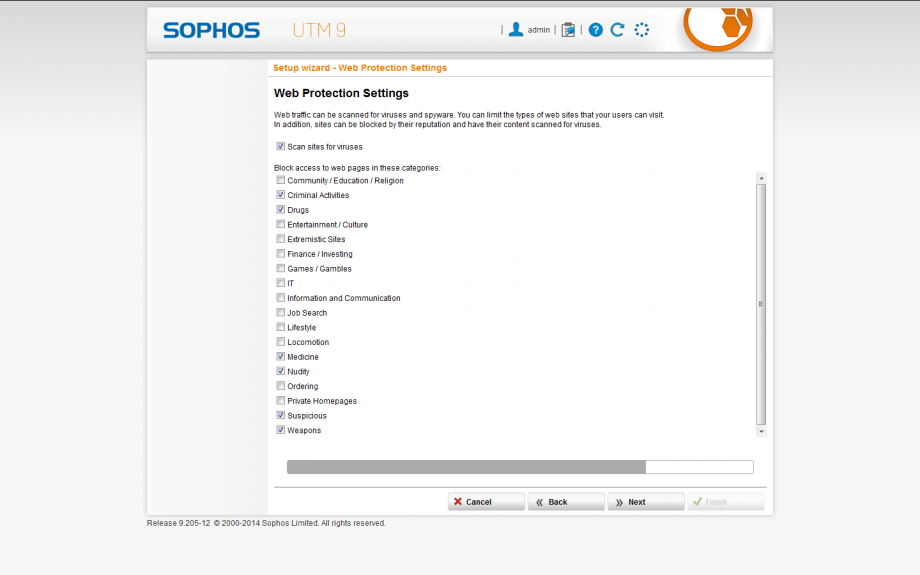 SOPHOS UTM 9 | admin | |
Setup wizard - Web Protection Settings
Web Protection Settings
Web traffic can be scanned for viruses and spyware. You can limit the types of web sites that your users can visit.
In addition, sites can be blocked by their reputation and have their content scanned for viruses.
Scan sites for viruses
Block access to web pages in these categories:
Community / Education / Religion
Criminal Activities
Drugs
Entertainment / Culture
Extremistic Sites
Finance / Investing
Games / Gambles
IT
Information and Communication
Job Search
Lifestyle
Locomotion
Medicine
Nudity
Ordering
Private Homepages
Suspicious
Weapons
Cancel Back Next Finish
Release 9.205-12 © 2000-2014 Sophos Limited. All rights reserved.